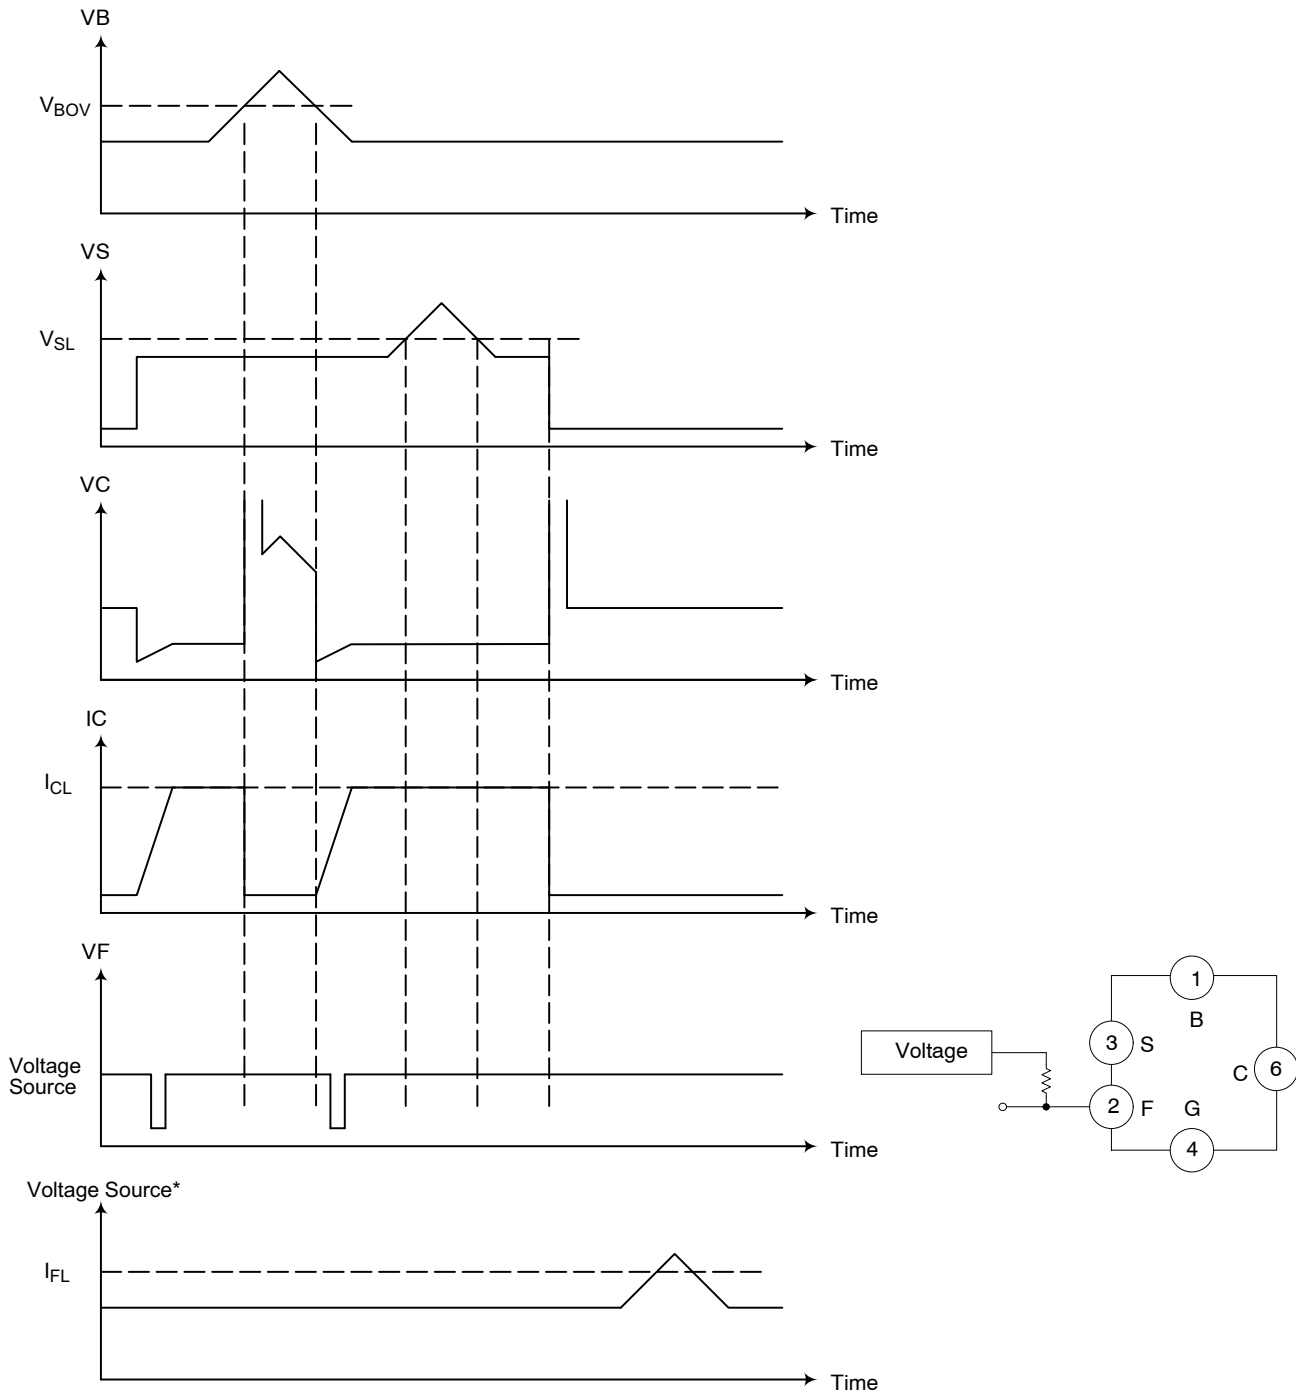 VB
VBOV
Time
VS
VSL
Time
VC
Time
IC
ICL
Time
VF
Voltage
Source
Time
Voltage
1
B
3 S
C 6
2 F
G
4
Voltage Source*
IFL
Time